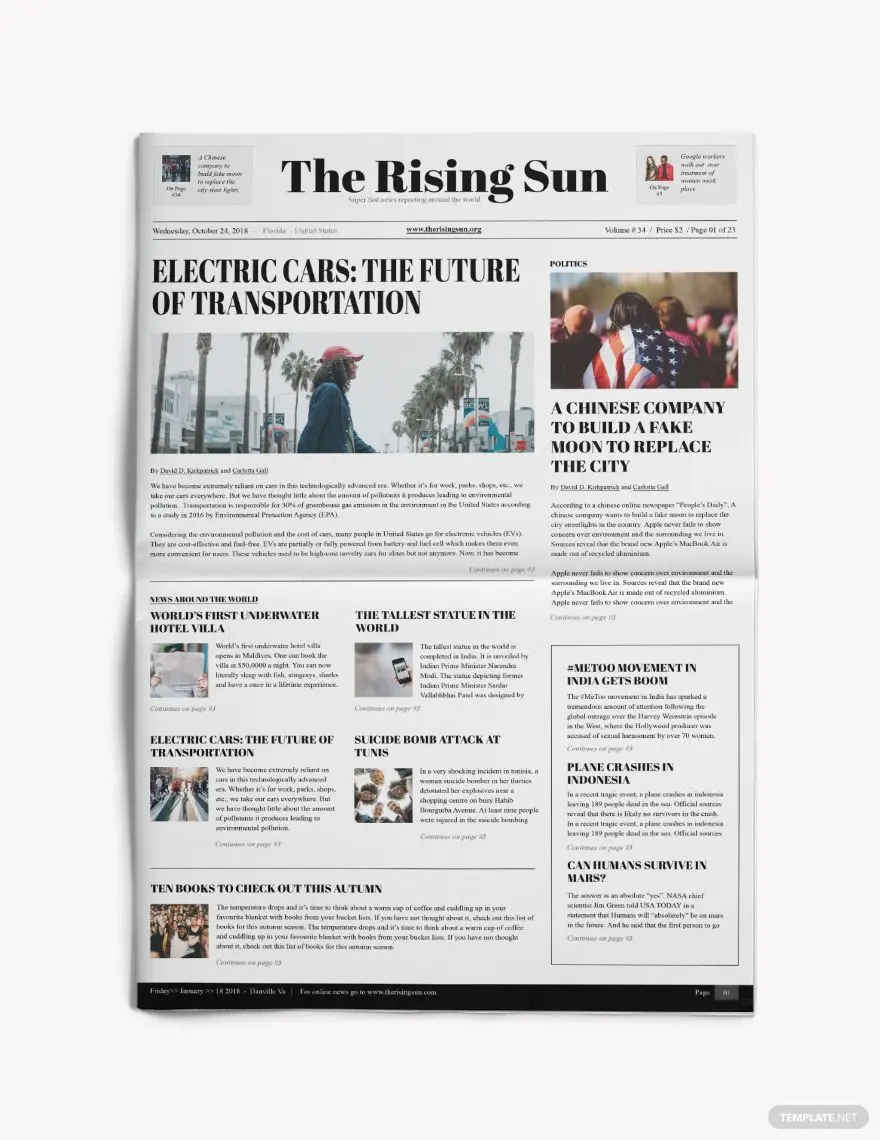 A Chinese
company to
build fake moon
to replace the
city steet lights
On Page
#34
The Rising Sun
Super fast news reporting around the world
Google workers
walk out over
treatment of
women work
place
On Page
#3
Wednesday, October 24, 2018 - Florida - United States
www.therisingsun.org
Volume # 34 / Price $2 / Page 01 of 23
ELECTRIC CARS: THE FUTURE
OF TRANSPORTATION
By David D. Kirkpatrick and Carlotta Gall
We have become extremely reliant on cars in this technologically advanced era. Whether it's for work, parks, shops, etc., we
take our cars everywhere. But we have thought little about the amount of pollutants it produces leading to environmental
pollution. Transportation is responsible for 30% of greenhouse gas emission in the environment in the United States according
to a study in 2016 by Environmental Protection Agency (EPA).
Considering the environmental pollution and the cost of cars, many people in United States go for electronic vehicles (EVs).
They are cost-effective and fuel-free. EVs are partially or fully powered from battery and fuel cell which makes them even
more convenient for users. These vehicles used to be high-cost novelty cars for elites but not anymore. Now, it has become
Continues on page #3
POLITICS
A CHINESE COMPANY
TO BUILD A FAKE
MOON TO REPLACE
THE CITY
By David D. Kirkpatrick and Carlotta Gall
According to a chinese online newspaper "People's Daily". A
chinese company wants to build a fake moon to replace the
city streetlights in the country. Apple never fails to show
concern over environment and the surrounding we live in.
Sources reveal that the brand new Apple's MacBook Air is
made out of recycled aluminium.
Apple never fails to show concern over environment and the
surrounding we live in. Sources reveal that the brand new
Apple's MacBook Air is made out of recycled aluminium.
Apple never fails to show concern over environment and the
Continues on page #3
NEWS AROUND THE WORLD
WORLD'S FIRST UNDERWATER
HOTEL VILLA
World's first underwater hotel villa
opens in Maldives. One can book the
villa at $50,0000 a night. You can now
literally sleep with fish, stingrays, sharks
and have a once in a lifetime experience.
Continues on page #3
THE TALLEST STATUE IN THE
WORLD
The tallest statue in the world is
completed in India. It is unveiled by
Indian Prime Minister Narendra
Modi. The statue depicting former
Indian Prime Minister Sardar
Vallabhbhai Patel was designed by
Continues on page #3
ELECTRIC CARS: THE FUTURE OF
TRANSPORTATION
We have become extremely reliant on
cars in this technologically advanced
era. Whether it's for work, parks, shops,
etc., we take our cars everywhere. But
we have thought little about the amount
of pollutants it produces leading to
environmental pollution.
Continues on page #3
SUICIDE BOMB ATTACK AT
TUNIS
In a very shocking incident in tunisia, a
woman suicide bomber in her thirties
detonated her explosives near a
shopping centre on busy Habib
Bourguiba Avenue. At least nine people
were injured in the suicide bombing
Continues on page #3
TEN BOOKS TO CHECK OUT THIS AUTUMN
The temperature drops and it's time to think about a warm cup of coffee and cuddling up in your
favourite blanket with books from your bucket lists. If you have not thought about it, check out this list of
books for this autumn season. The temperature drops and it's time to think about a warm cup of coffee
and cuddling up in your favourite blanket with books from your bucket lists. If you have not thought
about it, check out this list of books for this autumn season.
Continues on page #3
#METOO MOVEMENT IN
INDIA GETS BOOM
The #MeToo movement in India has sparked a
tremendous amount of attention following the
global outrage over the Harvey Weinstein episode
in the West, where the Hollywood producer was
accused of sexual harassment by over 70 women.
Continues on page #3
PLANE CRASHES IN
INDONESIA
In a recent tragic event, a plane crashes in indonesia
leaving 189 people dead in the sea. Official sources
reveal that there is likely no survivors in the crash.
In a recent tragic event, a plane crashes in indonesia
leaving 189 people dead in the sea. Official sources
Continues on page #3
CAN HUMANS SURVIVE IN
MARS?
The answer is an absolute "yes". NASA chief
scientist Jim Green told USA TODAY in a
statement that Humans will "absolutely" be on mars
in the future. And he said that the first person to go
Continues on page #3
Friday>> January >> 18 2018 - Danville Va | Foe online news go to www.therisingsun.com
Page 01
TEMPLATE.NET